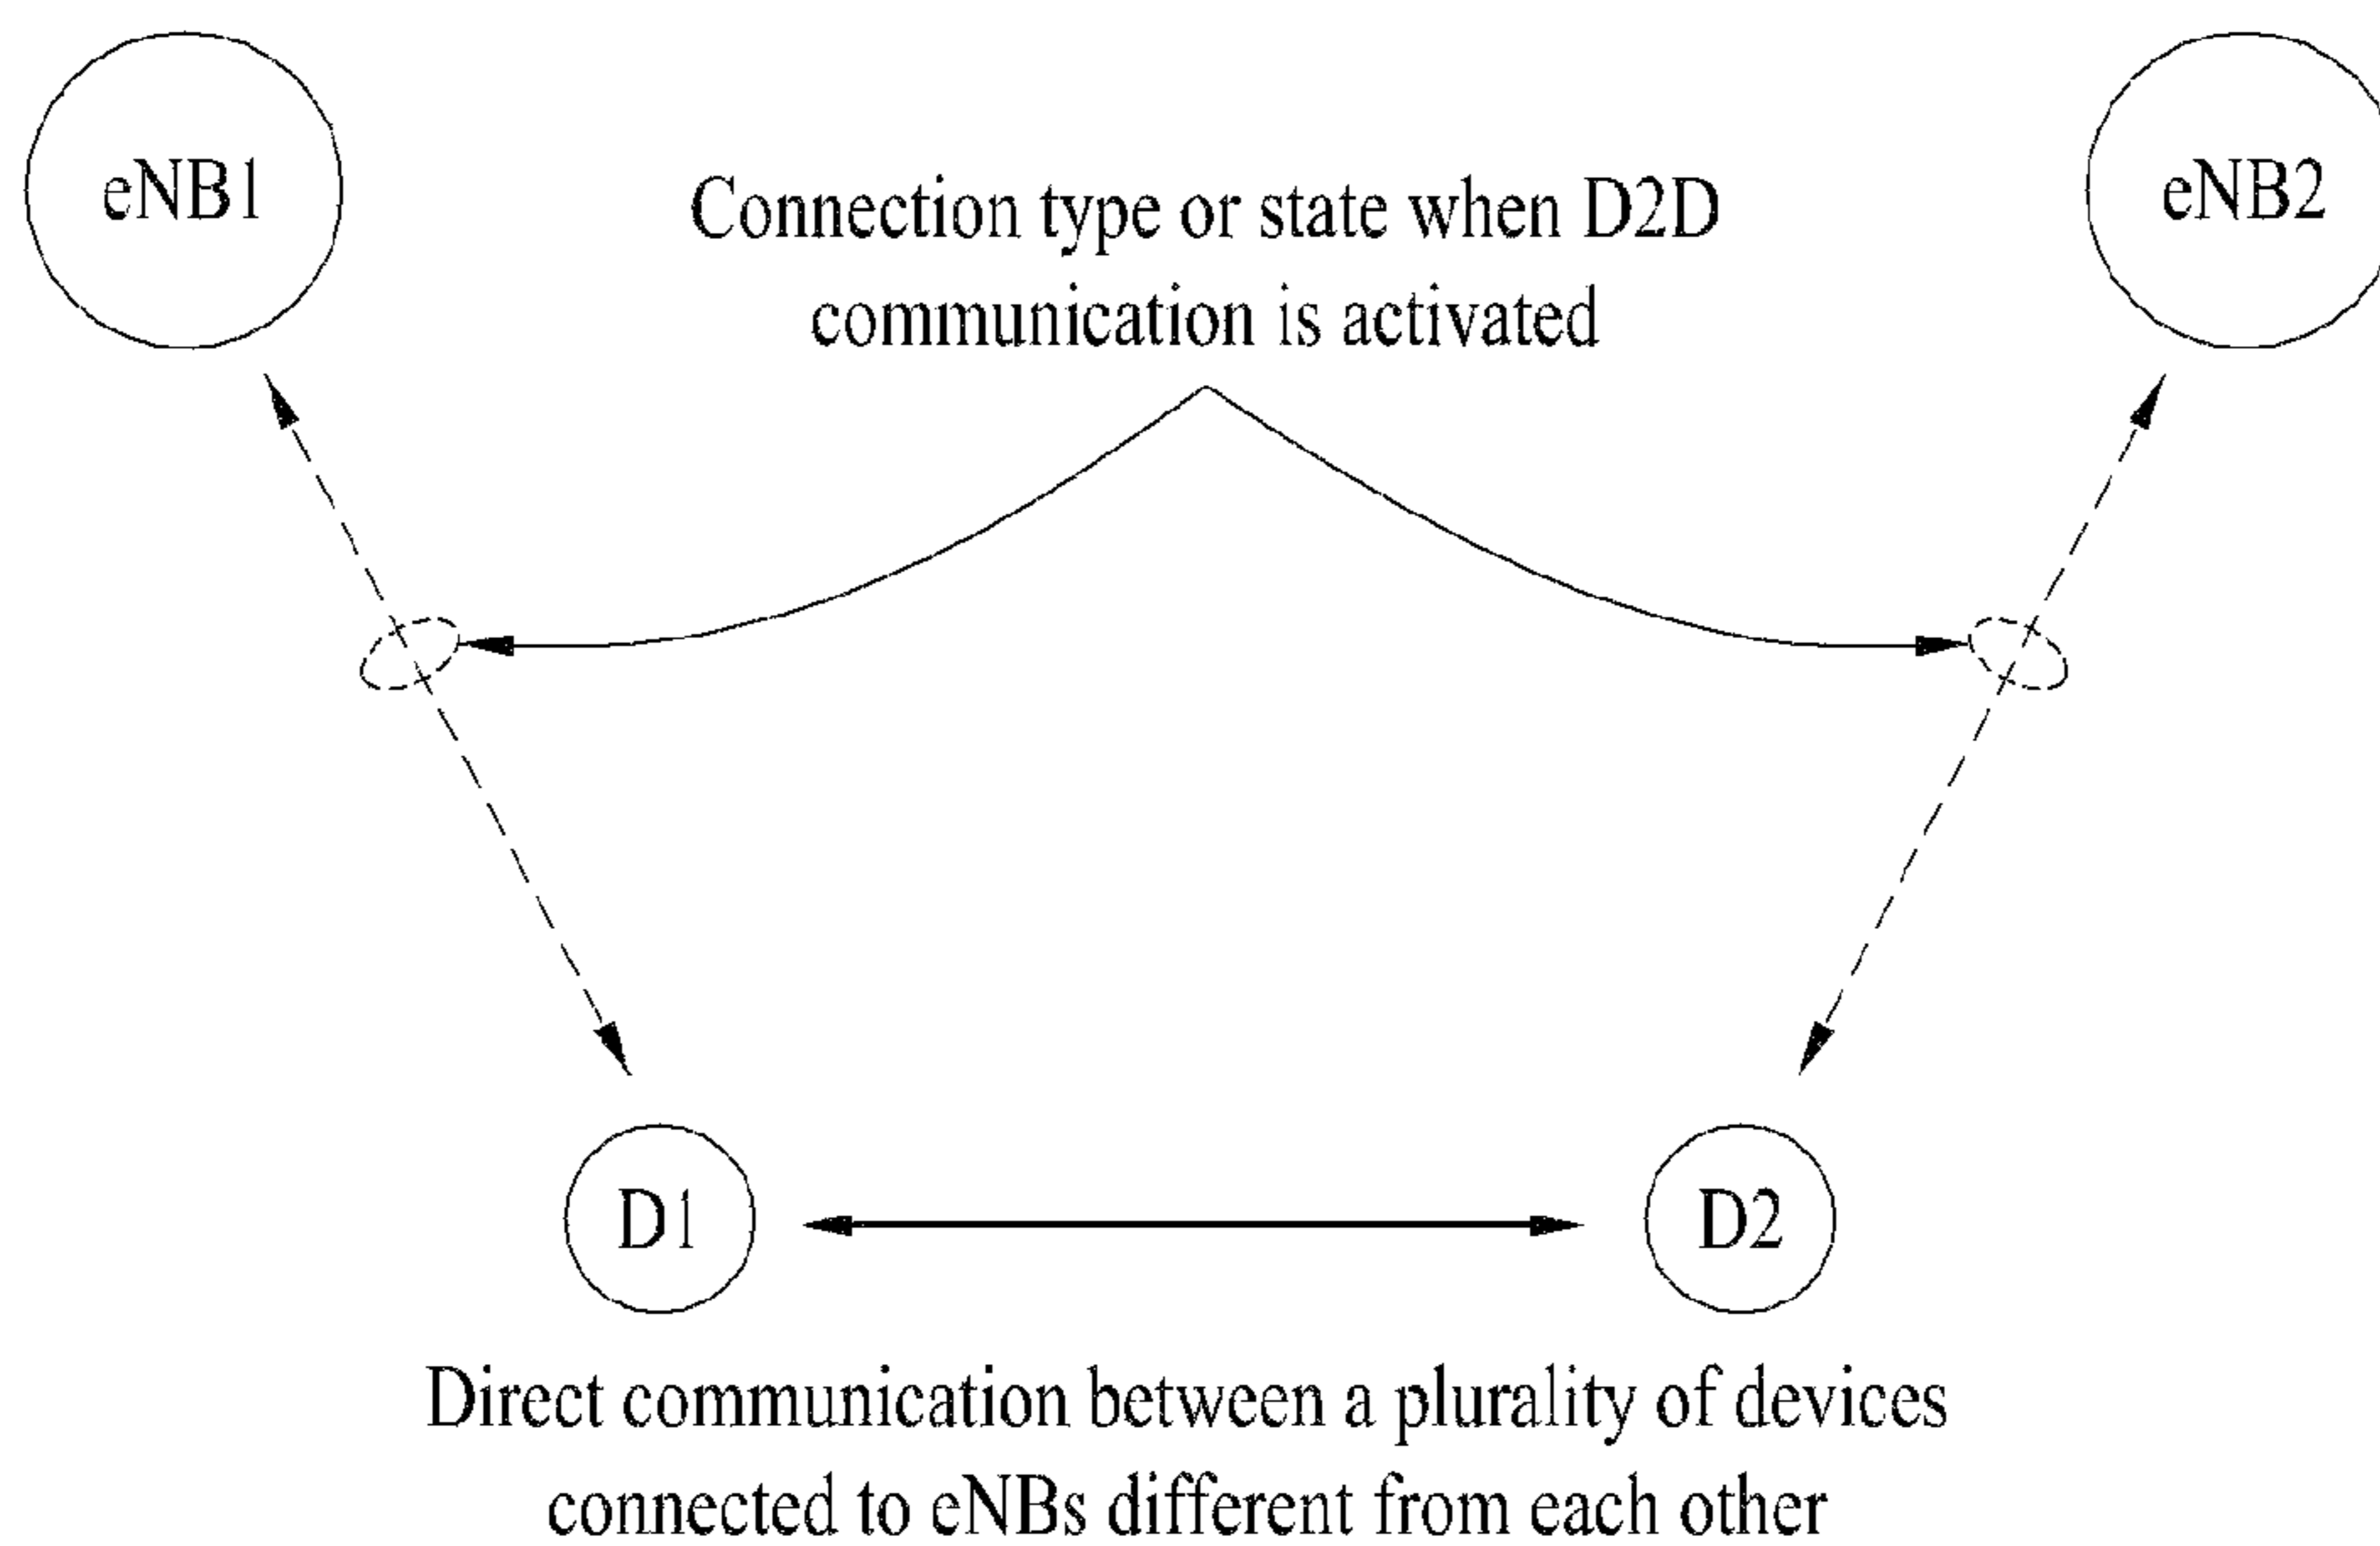 eNB1
Connection type or state when D2D
communication is activated
eNB2
D1
D2
Direct communication between a plurality of devices
connected to eNBs different from each other